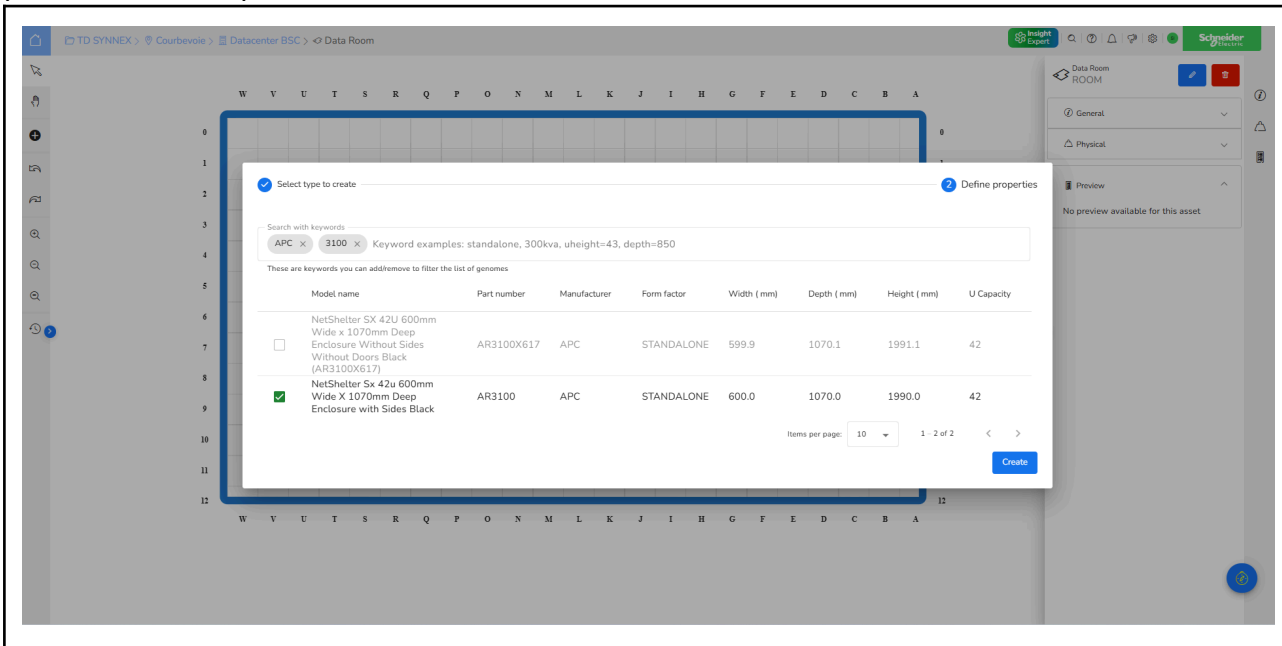 TD SYNNEX > Courbevoie > Datacenter BSC > Data Room
Insight Expert
Schneider Electric
Data Room
ROOM
W V U T S R Q P O N M L K J I H G F E D C B A
General
0 0
Physical
1
Select type to create
2 Define properties
Preview
2
No preview available for this asset
3
Search with keywords
APC × 3100 × Keyword examples: standalone, 300kva, uheight=43, depth=850
4
These are keywords you can add/remove to filter the list of genomes
5
Model name Part number Manufacturer Form factor Width ( mm) Depth ( mm) Height ( mm) U Capacity
6
NetShelter SX 42U 600mm
Wide x 1070mm Deep
7
Enclosure Without Sides AR3100X617 APC STANDALONE 599.9 1070.1 1991.1 42
Without Doors Black
(AR3100X617)
8
NetShelter Sx 42u 600mm
Wide X 1070mm Deep AR3100 APC STANDALONE 600.0 1070.0 1990.0 42
9
Enclosure with Sides Black
10
Items per page: 10 1 – 2 of 2
Create
11
12 12
W V U T S R Q P O N M L K J I H G F E D C B A